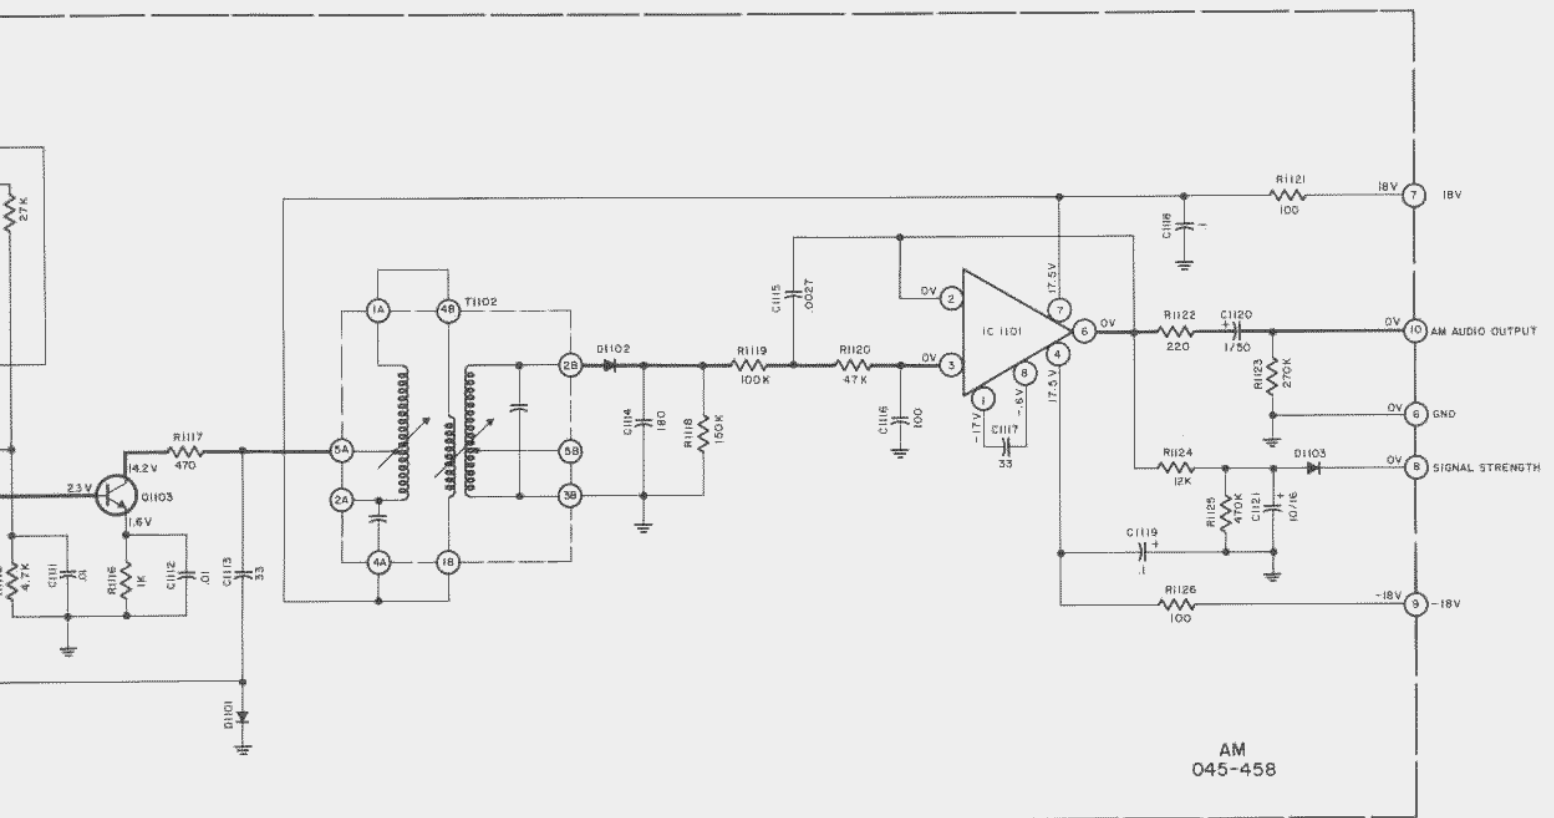 R1121
18V
7
18V
100
27K
C1118
.1
17.5V
C1115
.0027
0V
2
1A
4B
T1102
7
IC 1101
6
0V
R1122
220
C1120
+
1/50
0V
10
AM AUDIO OUTPUT
D1102
2B
R1119
100K
R1120
47K
0V
3
4
8
R1123
270K
1
-17V
-.6V
17.5V
C1117
33
C1114
180
R1118
150K
C1116
100
0V
6
GND
R1117
470
5A
5B
R1124
12K
D1103
0V
8
SIGNAL STRENGTH
14.2V
2.3V
Q1103
1.6V
2A
3B
R1125
470K
C1121
+
10/16
C1119
+
.1
4A
1B
4.7K
C1111
.01
R1116
1K
C1112
.01
C1113
33
R1126
100
-18V
9
-18V
D1101
AM
045-458